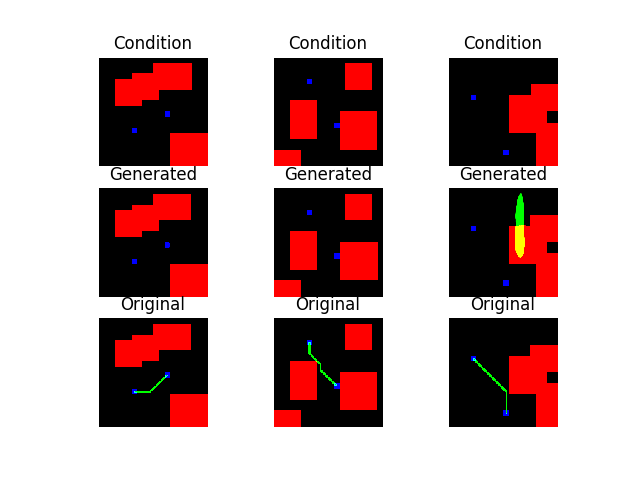 Condition Condition Condition
Generated Generated Generated
Original Original Original